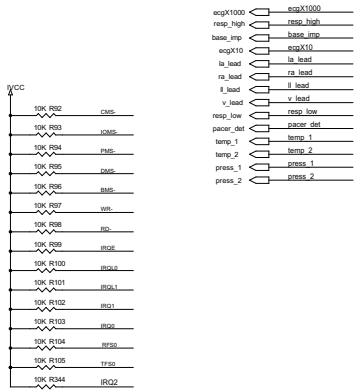 ecgX1000 ecgX1000
resp_high resp_high
base_imp base_imp
ecgX10 ecgX10
la_lead la_lead
ra_lead ra_lead
ll_lead ll_lead
v_lead v_lead
resp_low resp_low
pacer_det pacer_det
temp_1 temp_1
temp_2 temp_2
press_1 press_1
press_2 press_2
IVCC
10K R92 CMS-
10K R93 IOMS-
10K R94 PMS-
10K R95 DMS-
10K R96 BMS-
10K R97 WR-
10K R98 RD-
10K R99 IRQE
10K R100 IRQL0
10K R101 IRQL1
10K R102 IRQ1
10K R103 IRQ0
10K R104 RFS0
10K R105 TFS0
10K R344 IRQ2